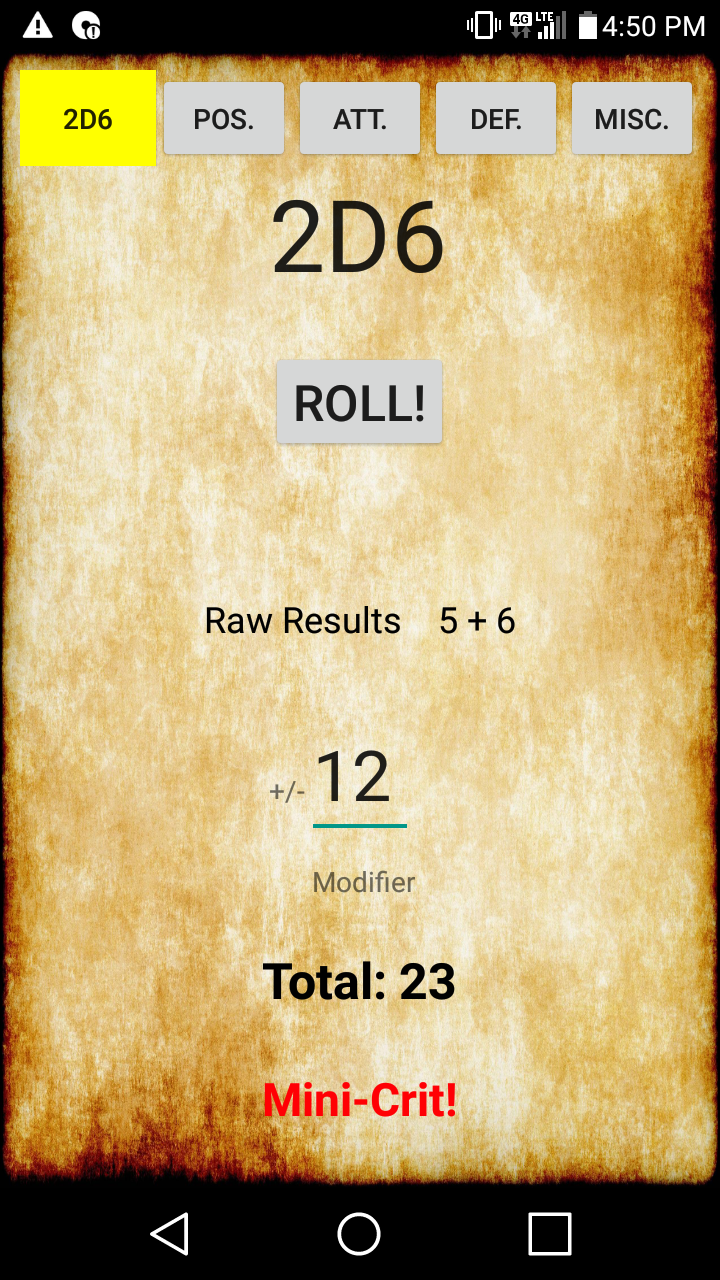 4G LTE 4:50 PM
2D6 POS. ATT. DEF. MISC.
2D6
ROLL!
Raw Results 5 + 6
+/- 12
Modifier
Total: 23
Mini-Crit!